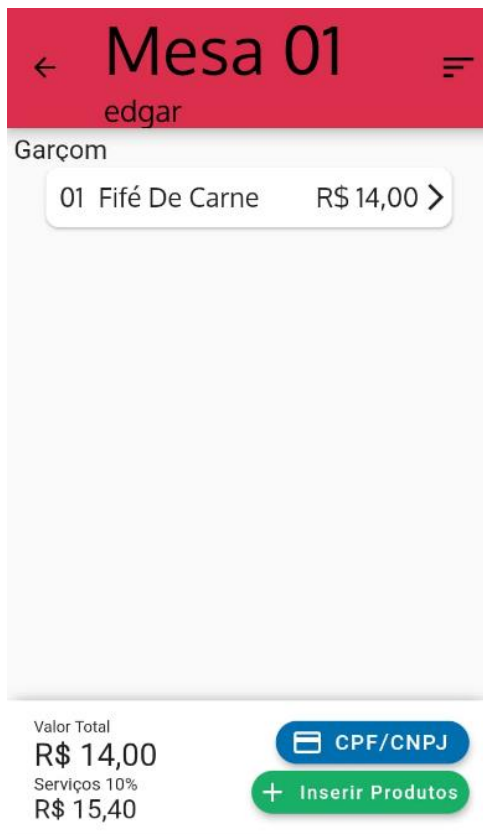 Mesa 01
edgar
Garçom
01 Fifé De Carne R$ 14,00
Valor Total
R$ 14,00
Serviços 10%
R$ 15,40
CPF/CNPJ
Inserir Produtos